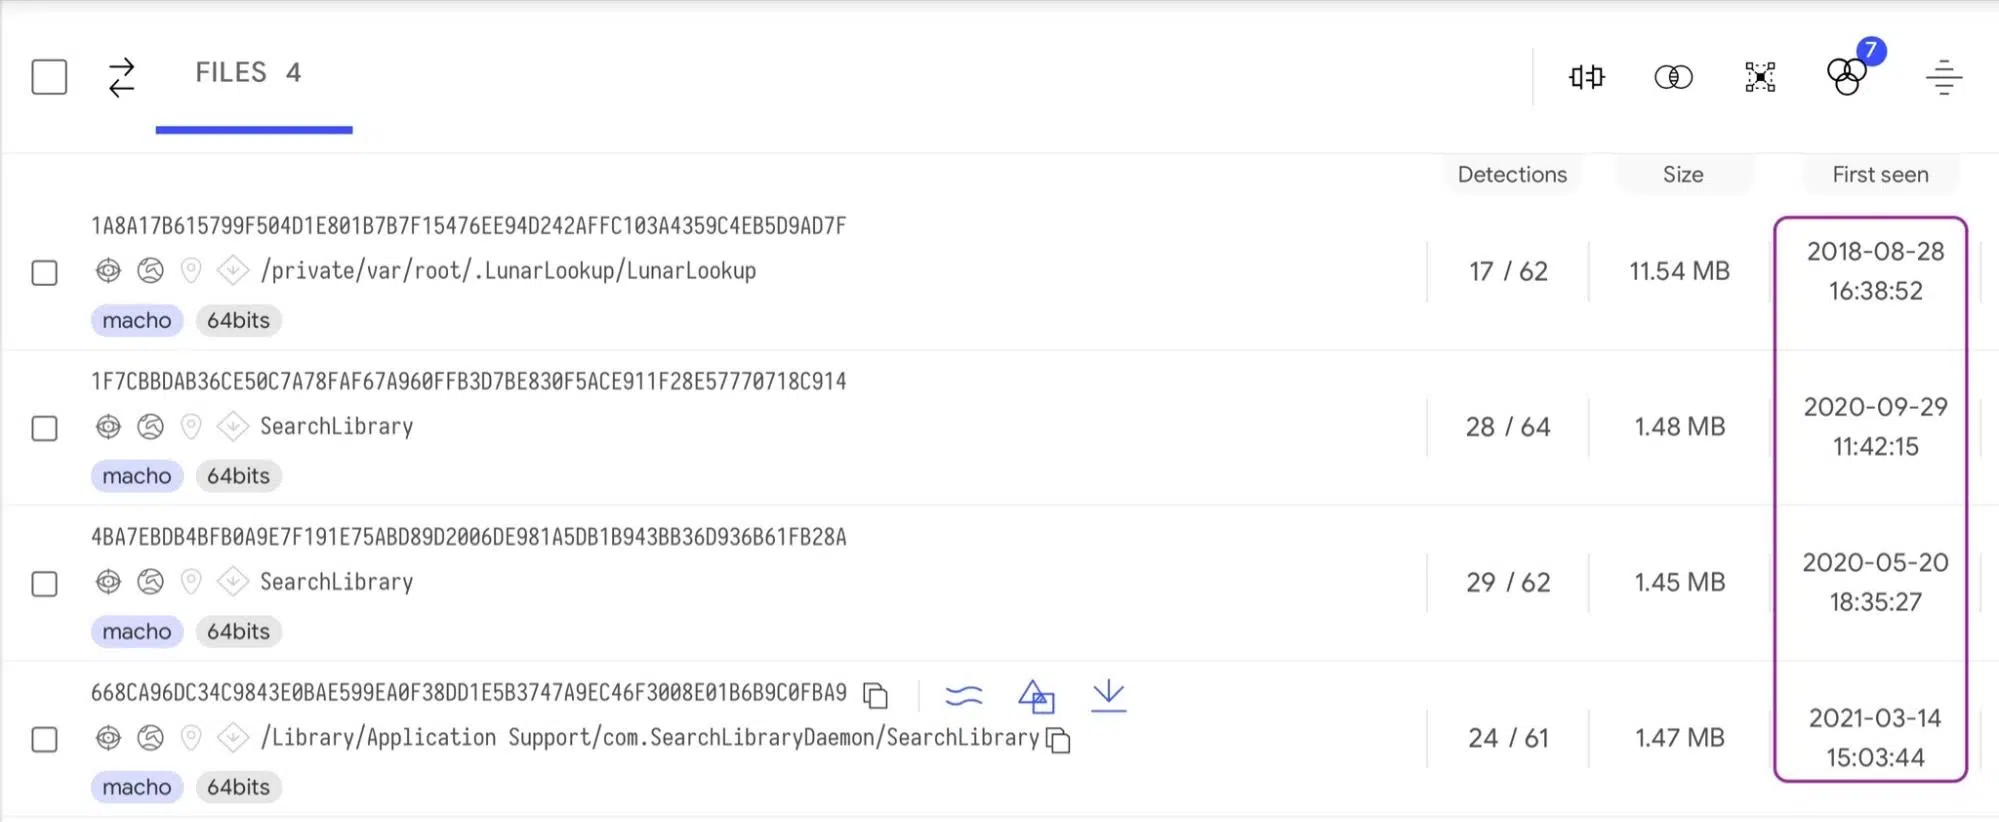 FILES 4
7
Detections Size First seen
1A8A17B615799F504D1E801B7B7F15476EE94D242AFFC103A4359C4EB5D9AD7F
/private/var/root/.LunarLookup/LunarLookup
macho 64bits
17 / 62
11.54 MB
2018-08-28
16:38:52
1F7CBBDAB36CE50C7A78FAF67A960FFB3D7BE830F5ACE911F28E57770718C914
SearchLibrary
macho 64bits
28 / 64
1.48 MB
2020-09-29
11:42:15
4BA7EBDB4BFB0A9E7F191E75ABD89D2006DE981A5DB1B943BB36D936B61FB28A
SearchLibrary
macho 64bits
29 / 62
1.45 MB
2020-05-20
18:35:27
668CA96DC34C9843E0BAE599EA0F38DD1E5B3747A9EC46F3008E01B6B9C0FBA9
/Library/Application Support/com.SearchLibraryDaemon/SearchLibrary
macho 64bits
24 / 61
1.47 MB
2021-03-14
15:03:44